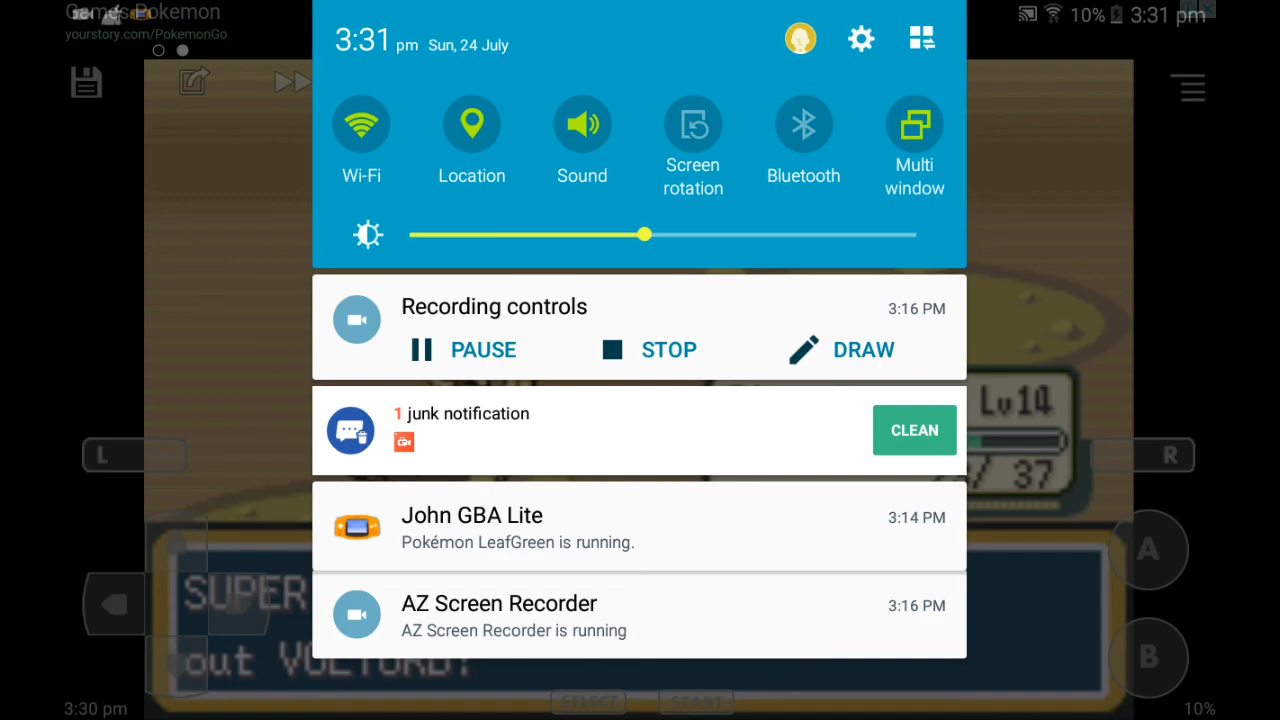 Games Pokemon
yourstory.com/PokemonGo
10% 3:31 pm
3:31 pm Sun, 24 July
Wi-Fi
Location
Sound
Screen rotation
Bluetooth
Multi window
Recording controls
3:16 PM
PAUSE
STOP
DRAW
1 junk notification
CLEAN
Lv14
37
L
R
John GBA Lite
3:14 PM
Pokémon LeafGreen is running.
A
AZ Screen Recorder
3:16 PM
AZ Screen Recorder is running
SUPER
out VOLTORB!
B
SELECT
START
3:30 pm
10%